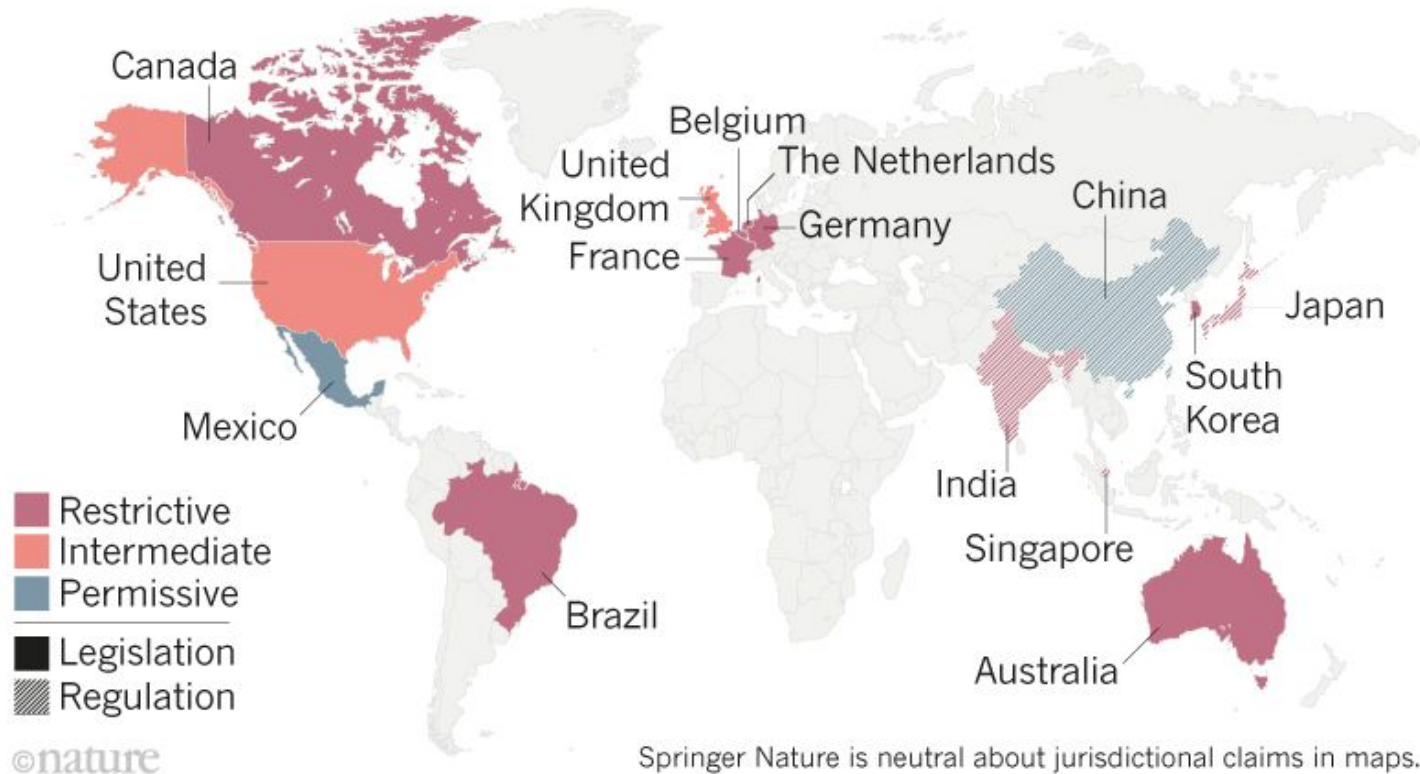 Canada
Belgium
United
Kingdom
The Netherlands
China
Germany
France
United
States
Japan
South
Korea
Mexico
India
Singapore
Restrictive
Intermediate
Permissive
Brazil
Legislation
Regulation
Australia
©nature
Springer Nature is neutral about jurisdictional claims in maps.